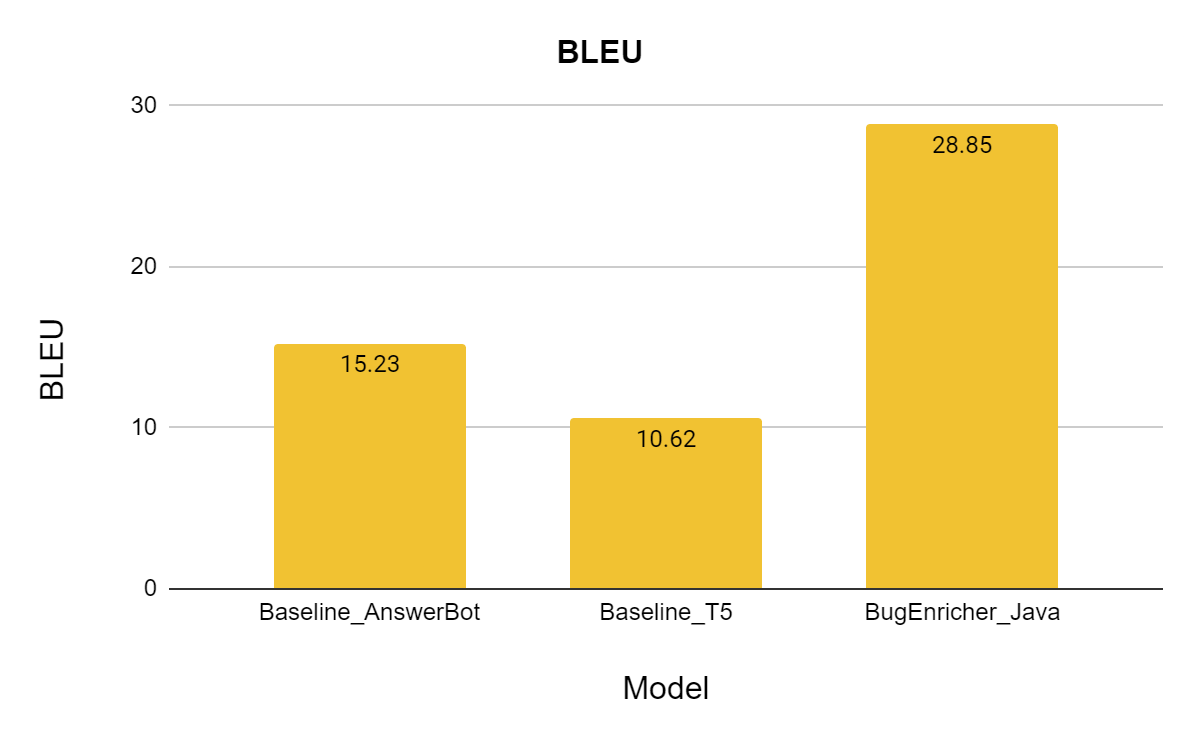 BLEU
30
28.85
20
BLEU
15.23
10
10.62
0
Baseline_AnswerBot Baseline_T5 BugEnricher_Java
Model